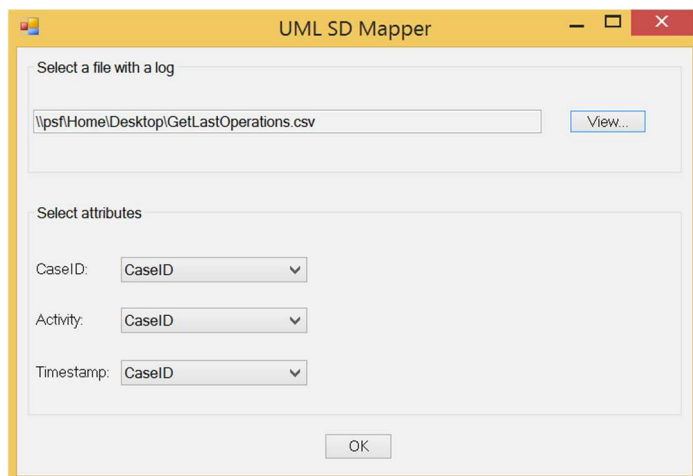 UML SD Mapper
Select a file with a log
\\psf\Home\Desktop\GetLastOperations.csv View...
Select attributes
CaseID: CaseID
Activity: CaseID
Timestamp: CaseID
OK